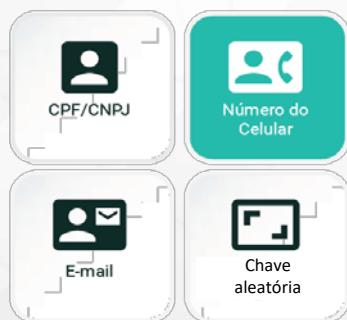 CPF/CNPJ
Número do
Celular
E-mail
Chave
aleatória